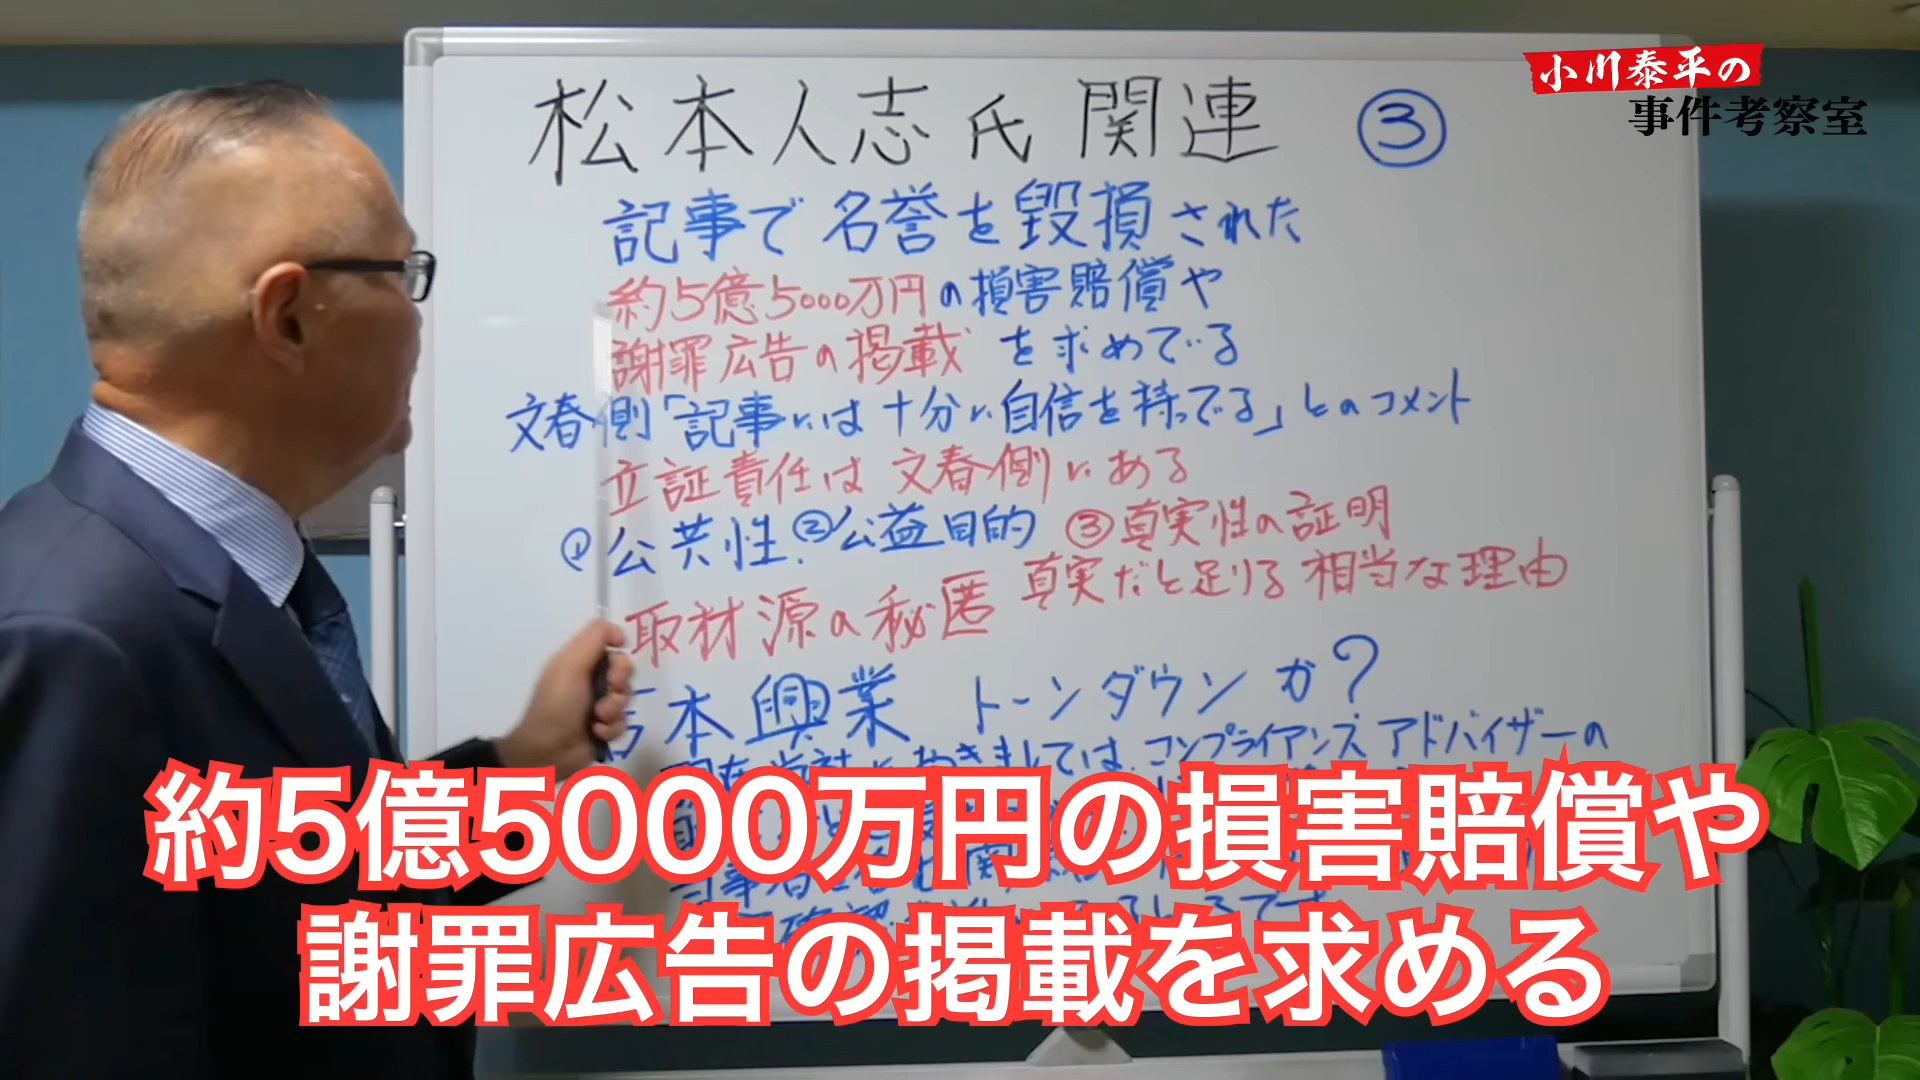 小川泰平の
事件考察室
松本人志氏関連 ③
記事で名誉を毀損された
約5億5000万円の損害賠償や
謝罪広告の掲載を求めている
文春側「記事には十分に自信を持ってでる」とのコメント
立証責任は文春側にある
①公共性、②公益目的 ③真実性の証明
取材源の秘匿 真実だと足りる相当な理由
吉本興業 トーンダウンか?
ましては、コンプライアンスアドバイザーの
約5億5000万円の損害賠償や
謝罪広告の掲載を求める